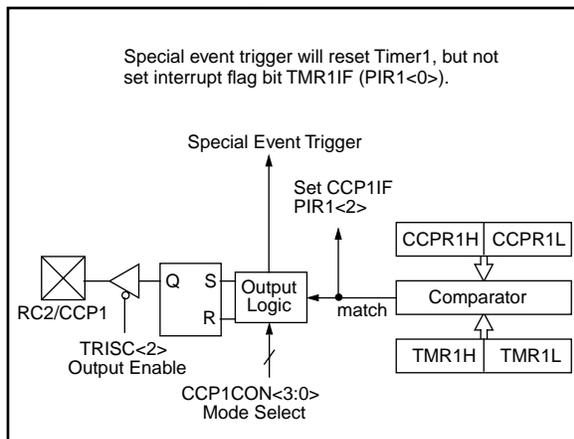 Special event trigger will reset Timer1, but not
set interrupt flag bit TMR1IF (PIR1<0>).
Special Event Trigger
Set CCP1IF
PIR1<2>
CCPR1H CCPR1L
Q S Output
Logic
R
match
Comparator
RC2/CCP1
TRISC<2>
Output Enable
TMR1H TMR1L
CCP1CON<3:0>
Mode Select